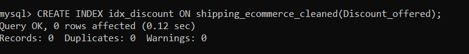 mysql> CREATE INDEX idx_discount ON shipping_ecommerce_cleaned(Discount_offered);
Query OK, 0 rows affected (0.12 sec)
Records: 0  Duplicates: 0  Warnings: 0